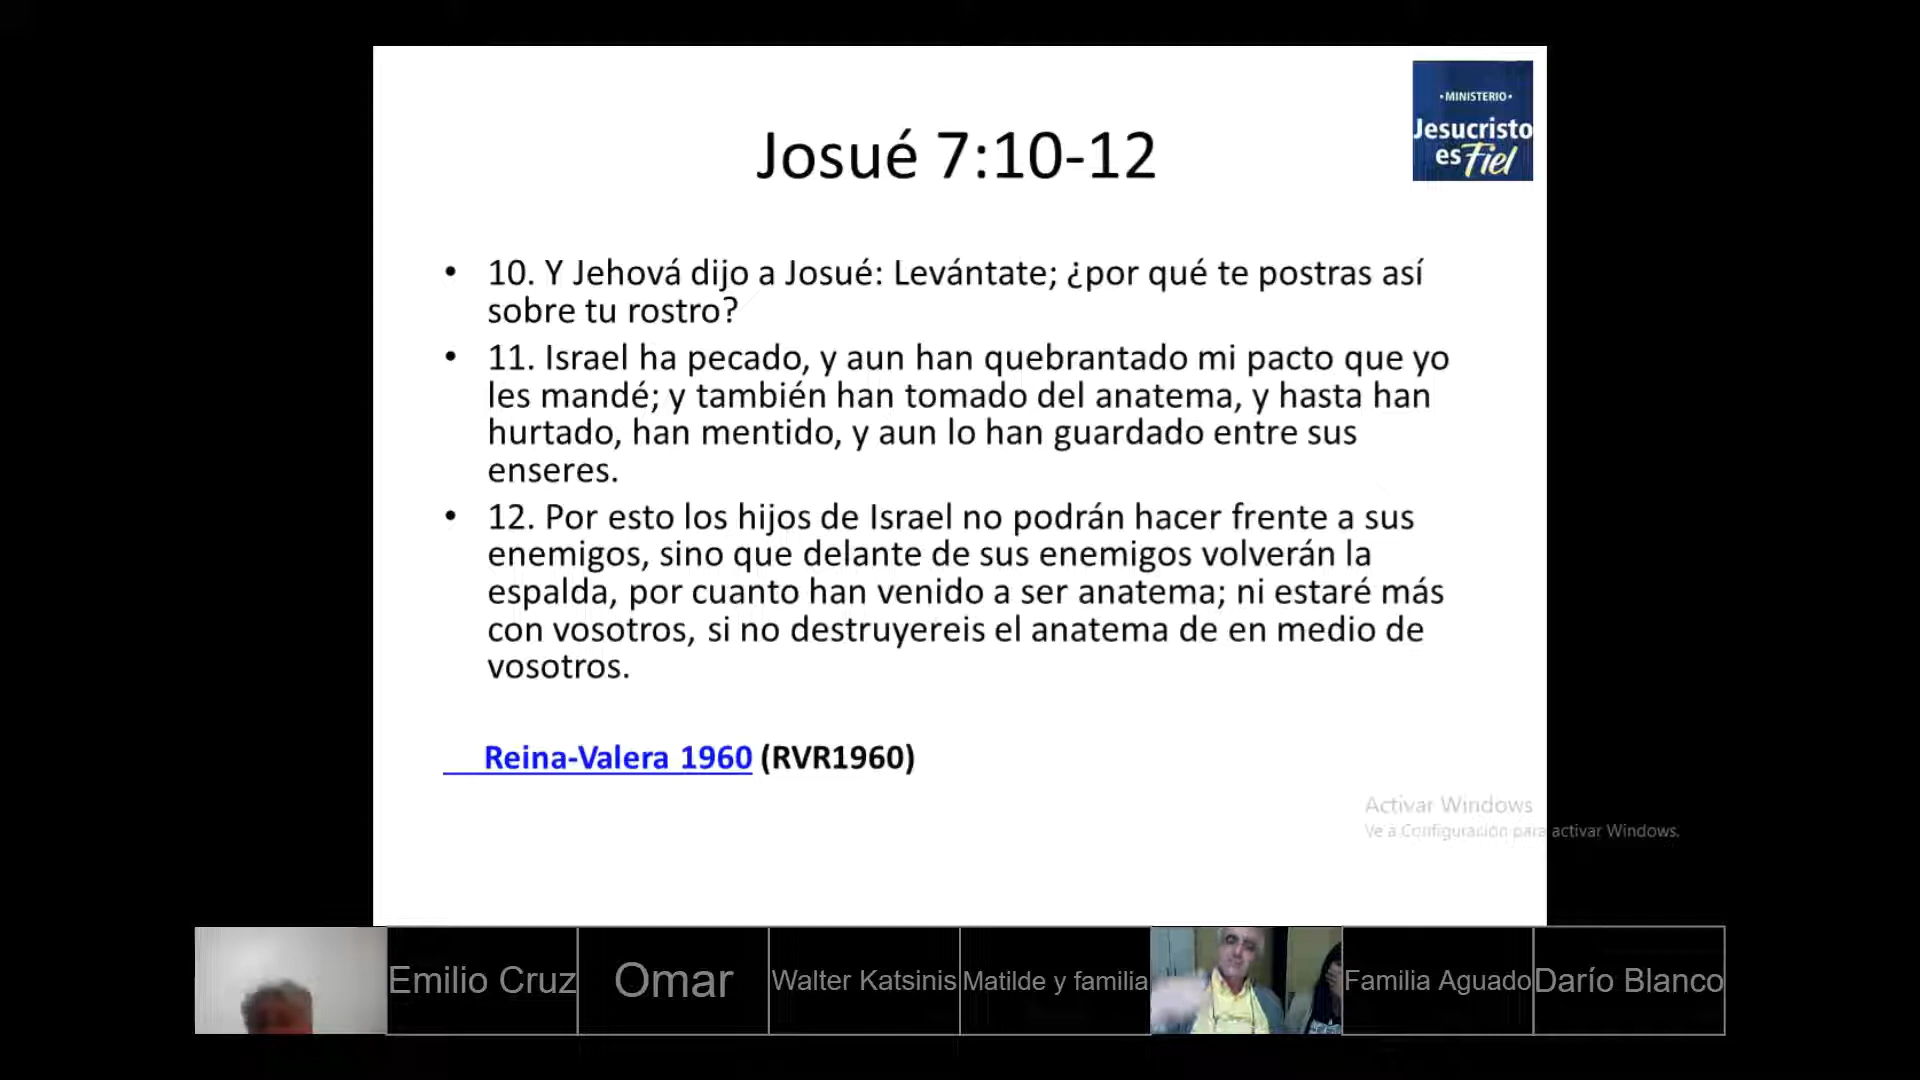 •MINISTERIO•
Jesucristo
es Fiel
Josué 7:10-12
• 10. Y Jehová dijo a Josué: Levántate; ¿por qué te postras así
sobre tu rostro?
• 11. Israel ha pecado, y aun han quebrantado mi pacto que yo
les mandé; y también han tomado del anatema, y hasta han
hurtado, han mentido, y aun lo han guardado entre sus
enseres.
• 12. Por esto los hijos de Israel no podrán hacer frente a sus
enemigos, sino que delante de sus enemigos volverán la
espalda, por cuanto han venido a ser anatema; ni estaré más
con vosotros, si no destruyereis el anatema de en medio de
vosotros.
Reina-Valera 1960 (RVR1960)
Activar Windows
Ve a Configuración para activar Windows.
Emilio Cruz
Omar
Walter Katsinis
Matilde y familia
Familia Aguado
Darío Blanco